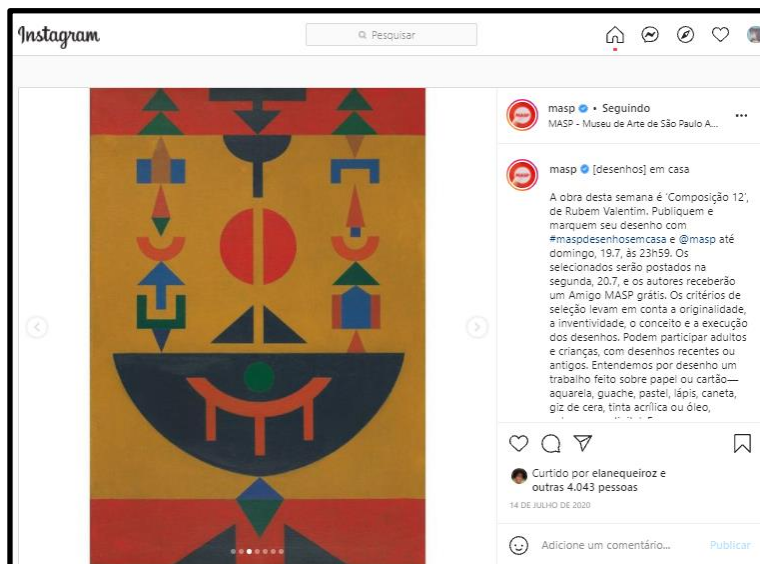 Instagram
Pesquisar
masp • Seguindo
MASP - Museu de Arte de São Paulo A...
masp [desenhos] em casa
A obra desta semana é ‘Composição 12’,
de Rubem Valentim. Publiquem e
marquem seu desenho com
#maspdesenhosemcasa e @masp até
domingo, 19.7, às 23h59. Os
selecionados serão postados na
segunda, 20.7, e os autores receberão
um Amigo MASP grátis. Os critérios de
seleção levam em conta a originalidade,
a inventividade, o conceito e a execução
dos desenhos. Podem participar adultos
e crianças, com desenhos recentes ou
antigos. Entendemos por desenho um
trabalho feito sobre papel ou cartão—
aquarela, guache, pastel, lápis, caneta,
giz de cera, tinta acrílica ou óleo,
Curtido por elanequeiroz e
outras 4.043 pessoas
14 DE JULHO DE 2020
Adicione um comentário... Publicar